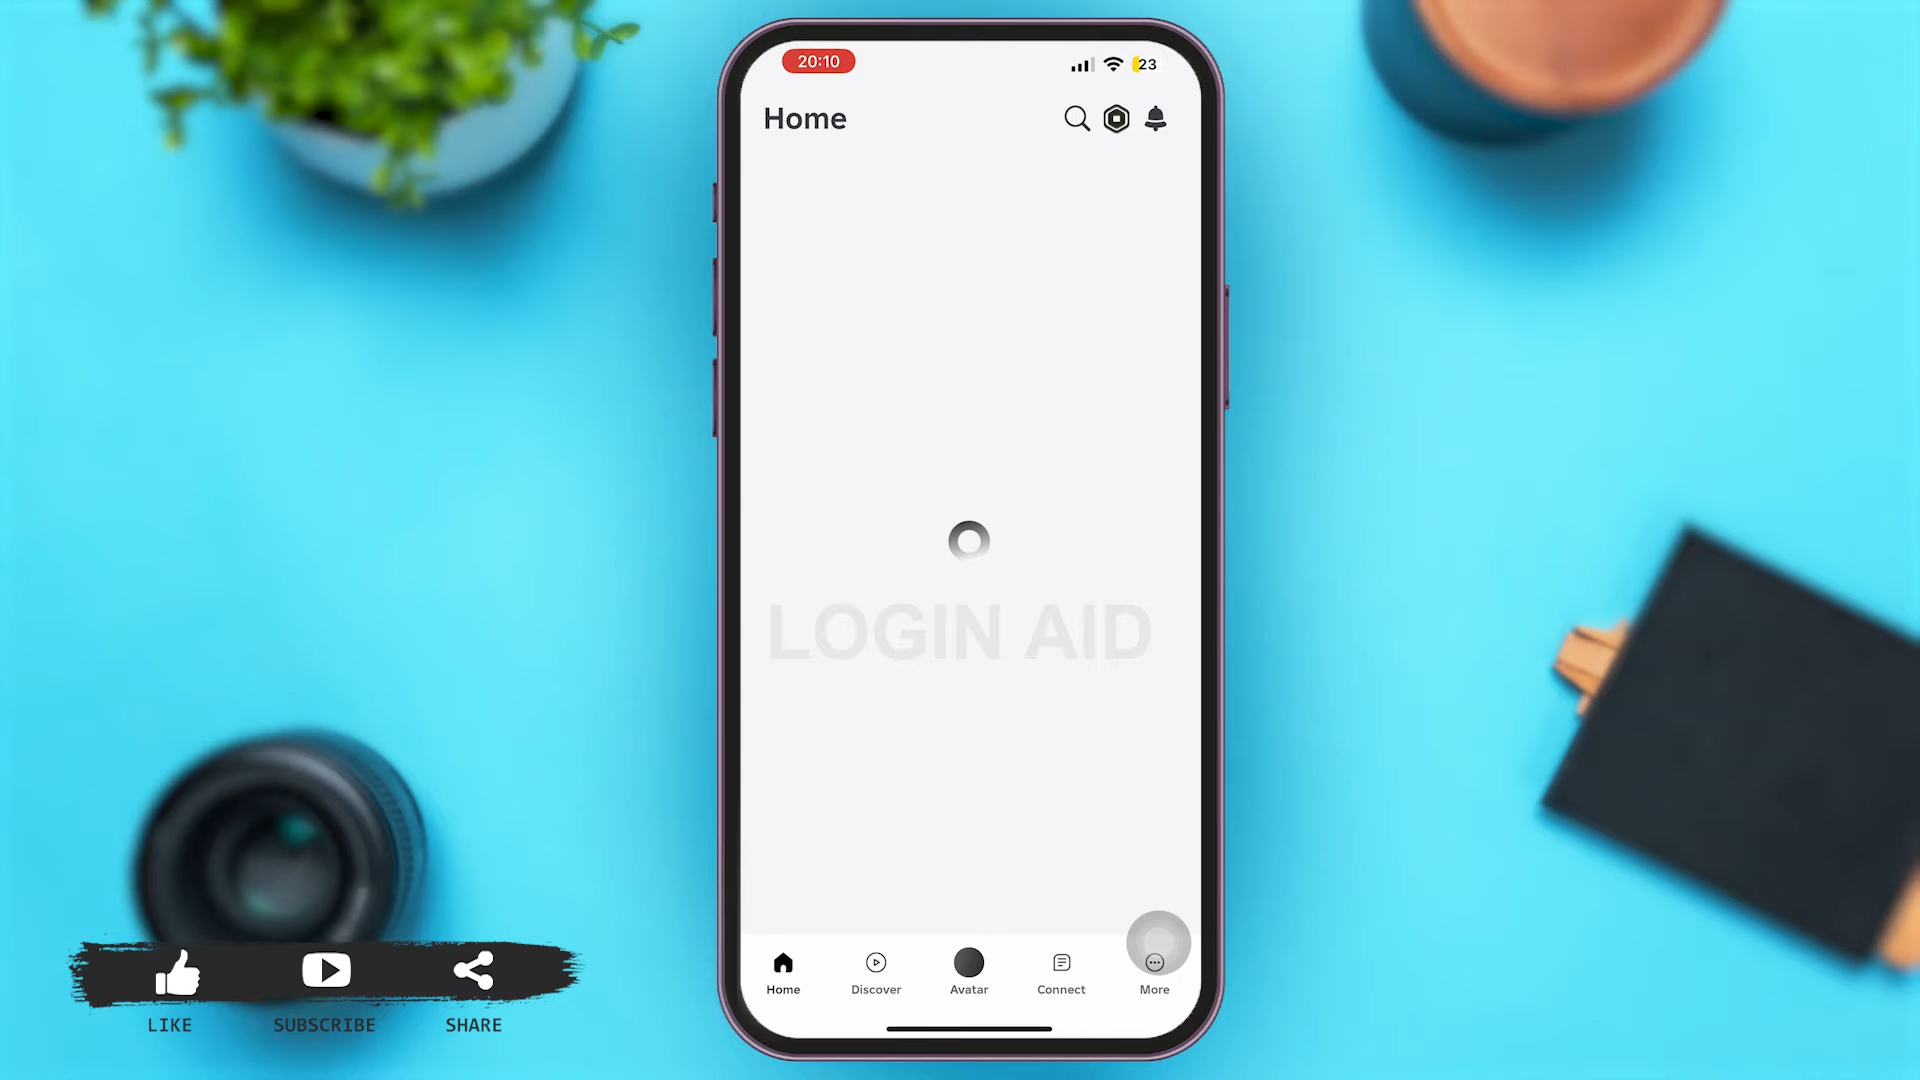 20:10
23
Home
LOGIN AID
Home
Discover
Avatar
Connect
More
LIKE
SUBSCRIBE
SHARE